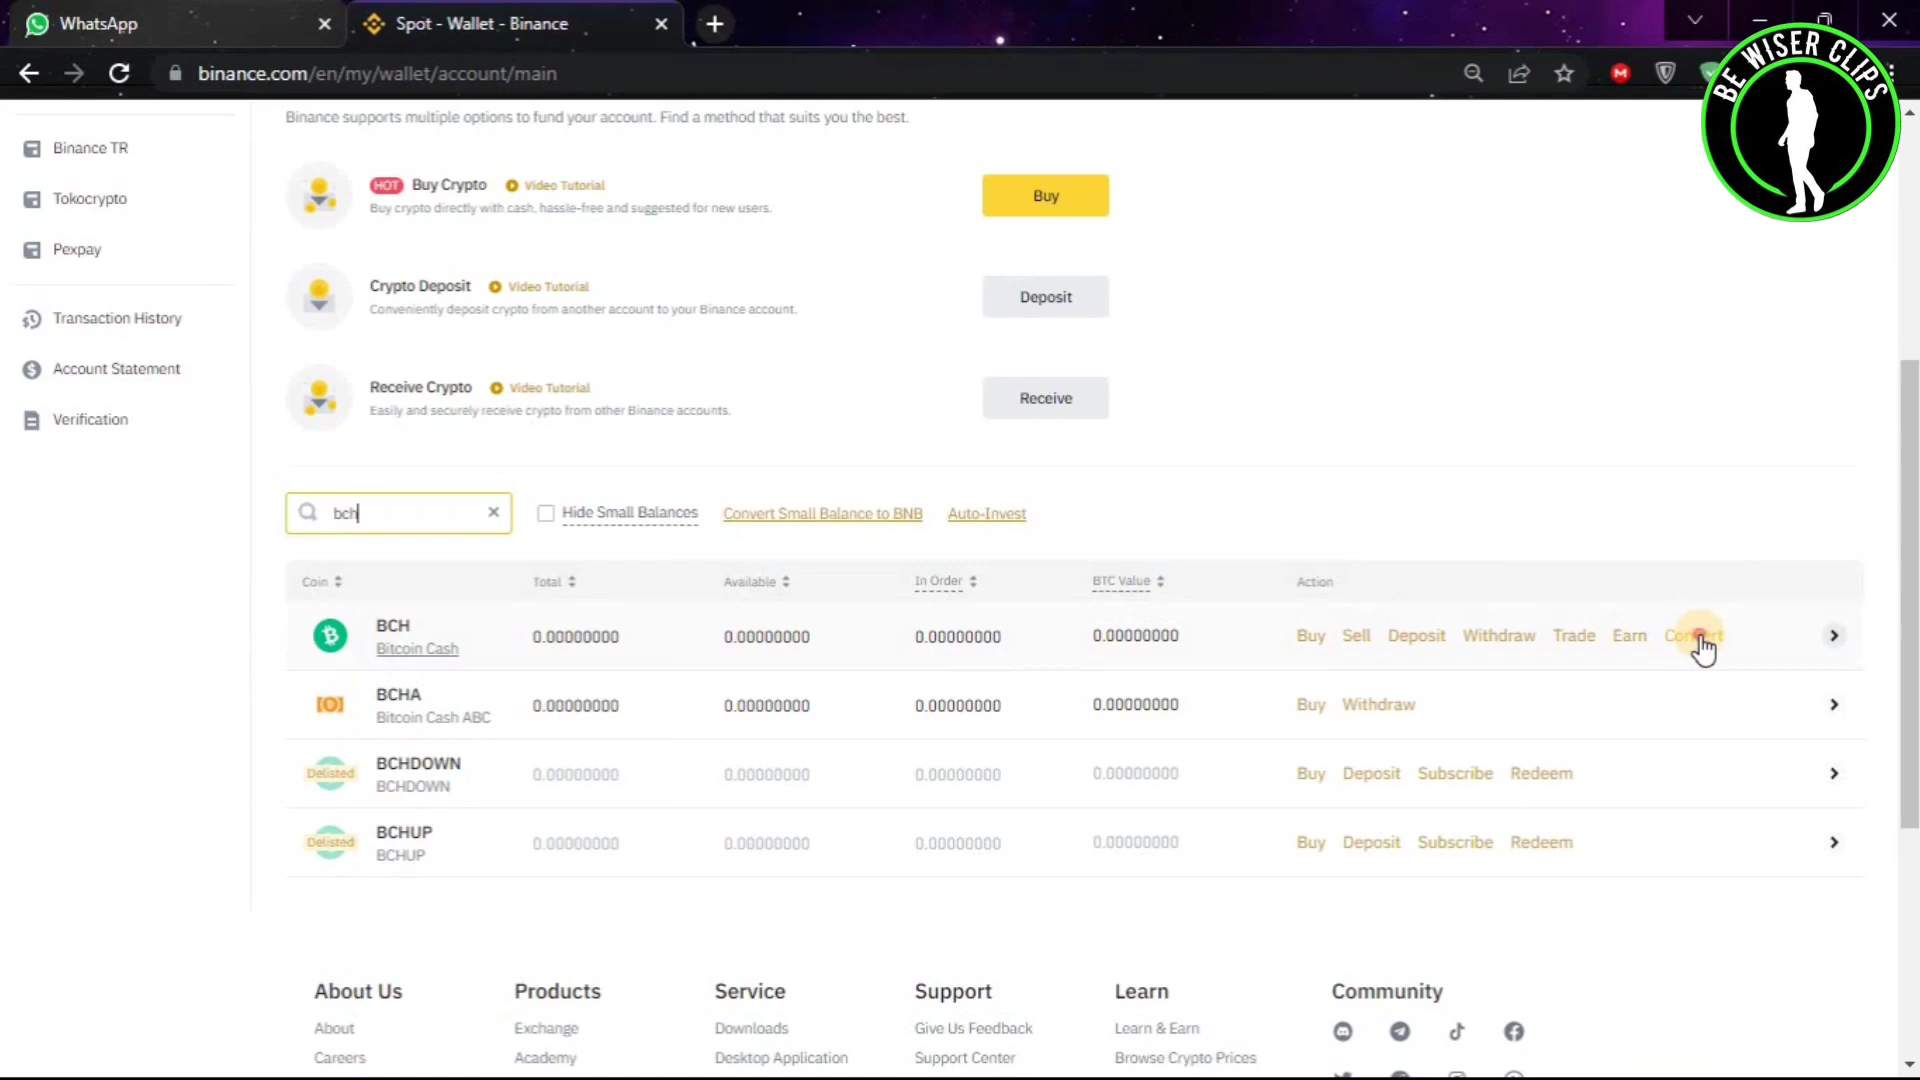 WhatsApp
Spot - Wallet - Binance
binance.com/en/my/wallet/account/main
BE WISER CLIPS
Binance supports multiple options to fund your account. Find a method that suits you the best.
Binance TR
Tokocrypto
Pexpay
Transaction History
Account Statement
Verification
HOT Buy Crypto Video Tutorial
Buy crypto directly with cash, hassle-free and suggested for new users.
Buy
Crypto Deposit Video Tutorial
Conveniently deposit crypto from another account to your Binance account.
Deposit
Receive Crypto Video Tutorial
Easily and securely receive crypto from other Binance accounts.
Receive
bch Hide Small Balances Convert Small Balance to BNB Auto-Invest
Coin Total Available In Order BTC Value Action
BCH
Bitcoin Cash
0.00000000 0.00000000 0.00000000 0.00000000 Buy Sell Deposit Withdraw Trade Earn Convert
BCHA
Bitcoin Cash ABC
0.00000000 0.00000000 0.00000000 0.00000000 Buy Withdraw
Delisted
BCHDOWN
BCHDOWN
0.00000000 0.00000000 0.00000000 0.00000000 Buy Deposit Subscribe Redeem
Delisted
BCHUP
BCHUP
0.00000000 0.00000000 0.00000000 0.00000000 Buy Deposit Subscribe Redeem
About Us Products Service Support Learn Community
About Exchange Downloads Give Us Feedback Learn & Earn
Careers Academy Desktop Application Support Center Browse Crypto Prices